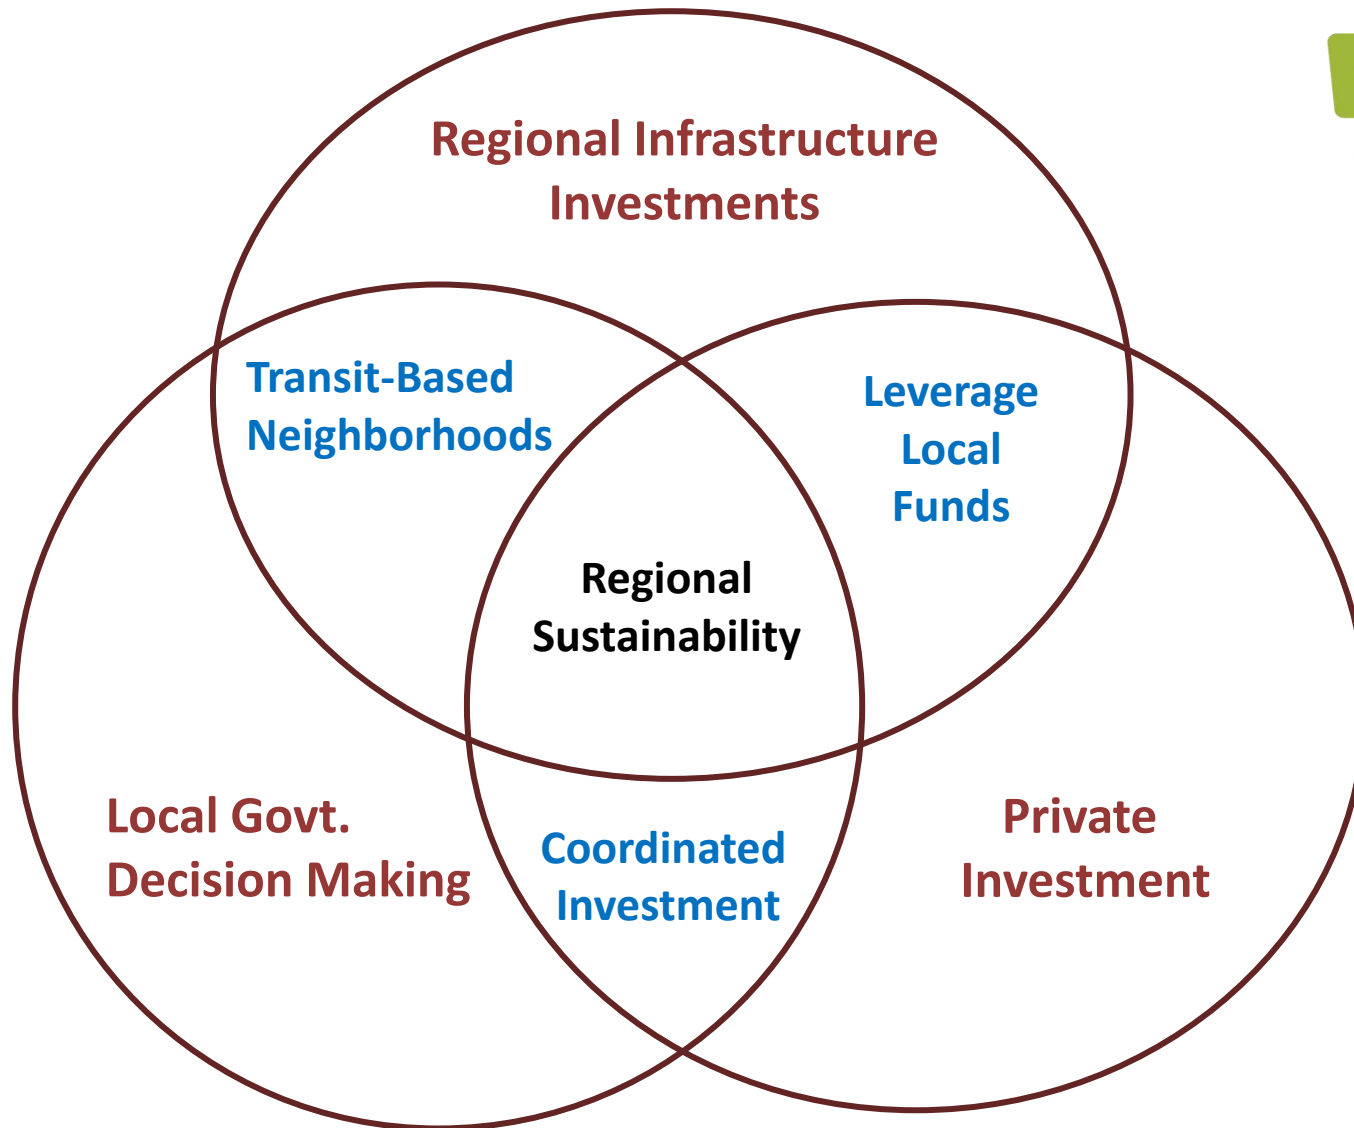 Regional Infrastructure
Investments
Transit-Based
Neighborhoods
Leverage
Local
Funds
Regional
Sustainability
Local Govt.
Decision Making
Coordinated
Investment
Private
Investment